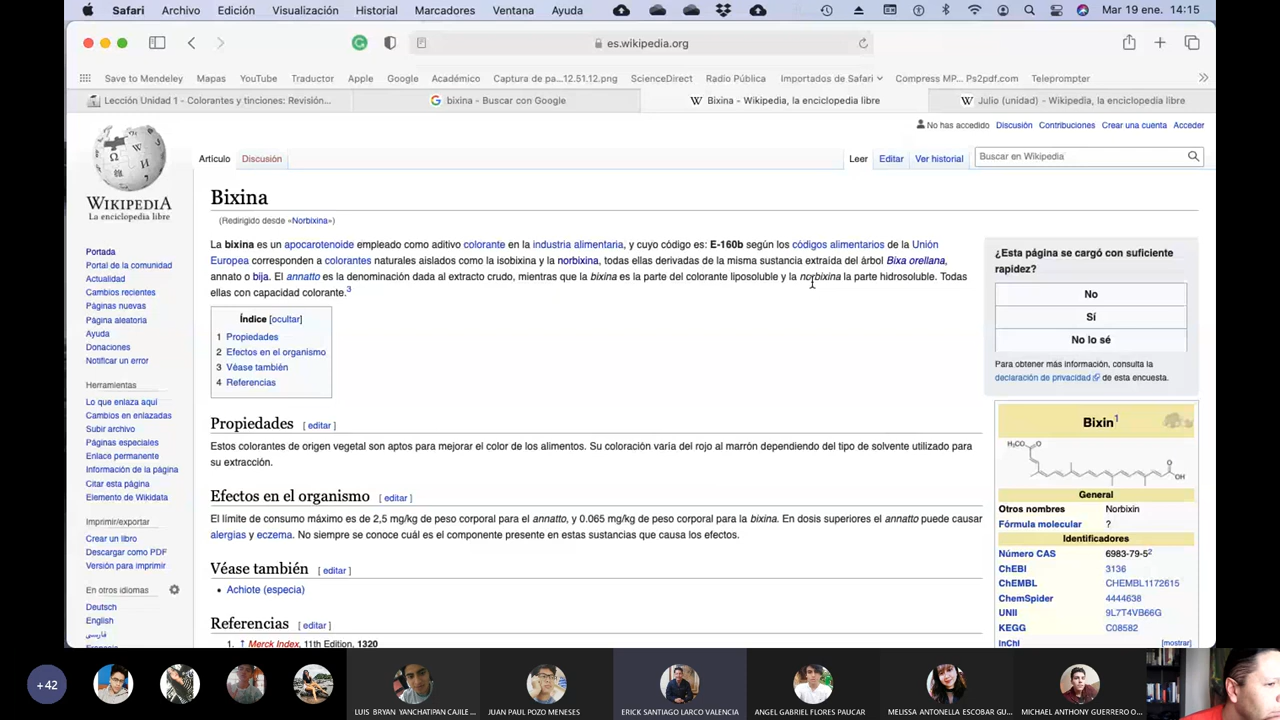 Safari Archivo Edición Visualización Historial Marcadores Ventana Ayuda Mar 19 ene. 14:15
es.wikipedia.org
Save to Mendeley Mapas YouTube Traductor Apple Google Académico Captura de pa...12.51.12.png ScienceDirect Radio Pública Importados de Safari Compress MP... Ps2pdf.com Teleprompter
Lección Unidad 1 - Colorantes y tinciones: Revisión... bixina - Buscar con Google Bixina - Wikipedia, la enciclopedia libre Julio (unidad) - Wikipedia, la enciclopedia libre
No has accedido Discusión Contribuciones Crear una cuenta Acceder
Artículo Discusión Leer Editar Ver historial Buscar en Wikipedia
WIKIPEDIA
La enciclopedia libre
Portada
Portal de la comunidad
Actualidad
Cambios recientes
Páginas nuevas
Página aleatoria
Ayuda
Donaciones
Notificar un error
Herramientas
Lo que enlaza aquí
Cambios en enlazadas
Subir archivo
Páginas especiales
Enlace permanente
Información de la página
Citar esta página
Elemento de Wikidata
Imprimir/exportar
Crear un libro
Descargar como PDF
Versión para imprimir
En otros idiomas
Deutsch
English
فارسی
Bixina
(Redirigido desde «Norbixina»)
La bixina es un apocarotenoide empleado como aditivo colorante en la industria alimentaria, y cuyo código es: E-160b según los códigos alimentarios de la Unión
Europea corresponden a colorantes naturales aislados como la isobixina y la norbixina, todas ellas derivadas de la misma sustancia extraída del árbol Bixa orellana,
annato o bija. El annatto es la denominación dada al extracto crudo, mientras que la bixina es la parte del colorante liposoluble y la norbixina la parte hidrosoluble. Todas
ellas con capacidad colorante.3
Índice [ocultar]
1 Propiedades
2 Efectos en el organismo
3 Véase también
4 Referencias
Propiedades [ editar ]
Estos colorantes de origen vegetal son aptos para mejorar el color de los alimentos. Su coloración varía del rojo al marrón dependiendo del tipo de solvente utilizado para
su extracción.
Efectos en el organismo [ editar ]
El límite de consumo máximo es de 2,5 mg/kg de peso corporal para el annatto, y 0.065 mg/kg de peso corporal para la bixina. En dosis superiores el annatto puede causar
alergias y eczema. No siempre se conoce cuál es el componente presente en estas sustancias que causa los efectos.
Véase también [ editar ]
• Achiote (especia)
Referencias [ editar ]
1. ↑ Merck Index, 11th Edition, 1320
¿Esta página se cargó con suficiente
rapidez?
No
Sí
No lo sé
Para obtener más información, consulta la
declaración de privacidad de esta encuesta.
Bixin1
H3CO O
O
OH
General
Otros nombres Norbixin
Fórmula molecular ?
Identificadores
Número CAS 6983-79-52
ChEBI 3136
ChEMBL CHEMBL1172615
ChemSpider 4444638
UNII 9L7T4VB66G
KEGG C08582
InChI [mostrar]
+42
LUIS BRYAN YANCHATIPAN CAJILE ... JUAN PAUL POZO MENESES ERICK SANTIAGO LARCO VALENCIA ANGEL GABRIEL FLORES PAUCAR MELISSA ANTONELLA ESCOBAR GU... MICHAEL ANTHONY GUERRERO O...